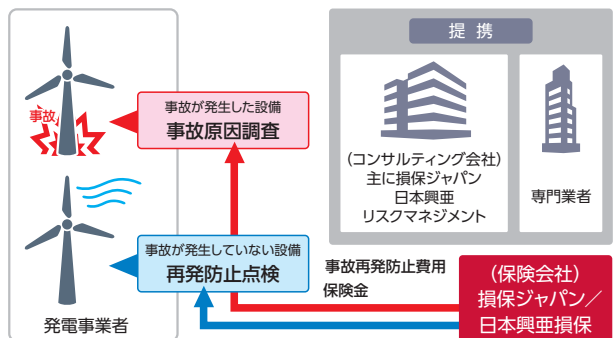 提 携
事故
事故が発生した設備
事故原因調査
(コンサルティング会社)
主に損保ジャパン
日本興亜
リスクマネジメント
専門業者
事故が発生していない設備
再発防止点検
発電事業者
事故再発防止費用
保険金
(保険会社)
損保ジャパン／
日本興亜損保